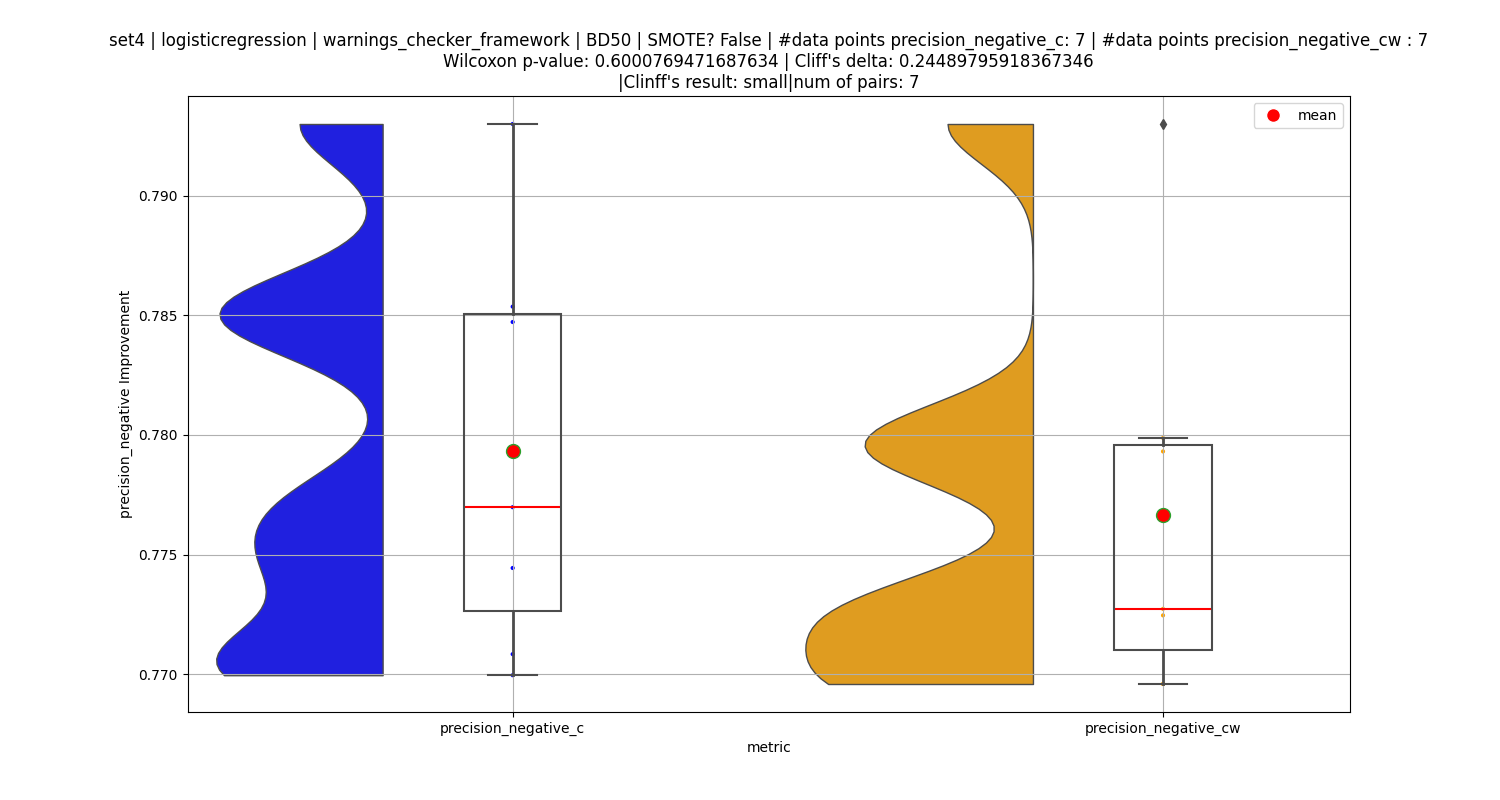 set4 | logisticregression | warnings_checker_framework | BD50 | SMOTE? False | #data points precision_negative_c: 7 | #data points precision_negative_cw : 7
Wilcoxon p-value: 0.6000769471687634 | Cliff's delta: 0.24489795918367346
|Clinff's result: small|num of pairs: 7
mean
0.790
0.785
0.780
0.775
0.770
precision_negative Improvement
precision_negative_c
precision_negative_cw
metric